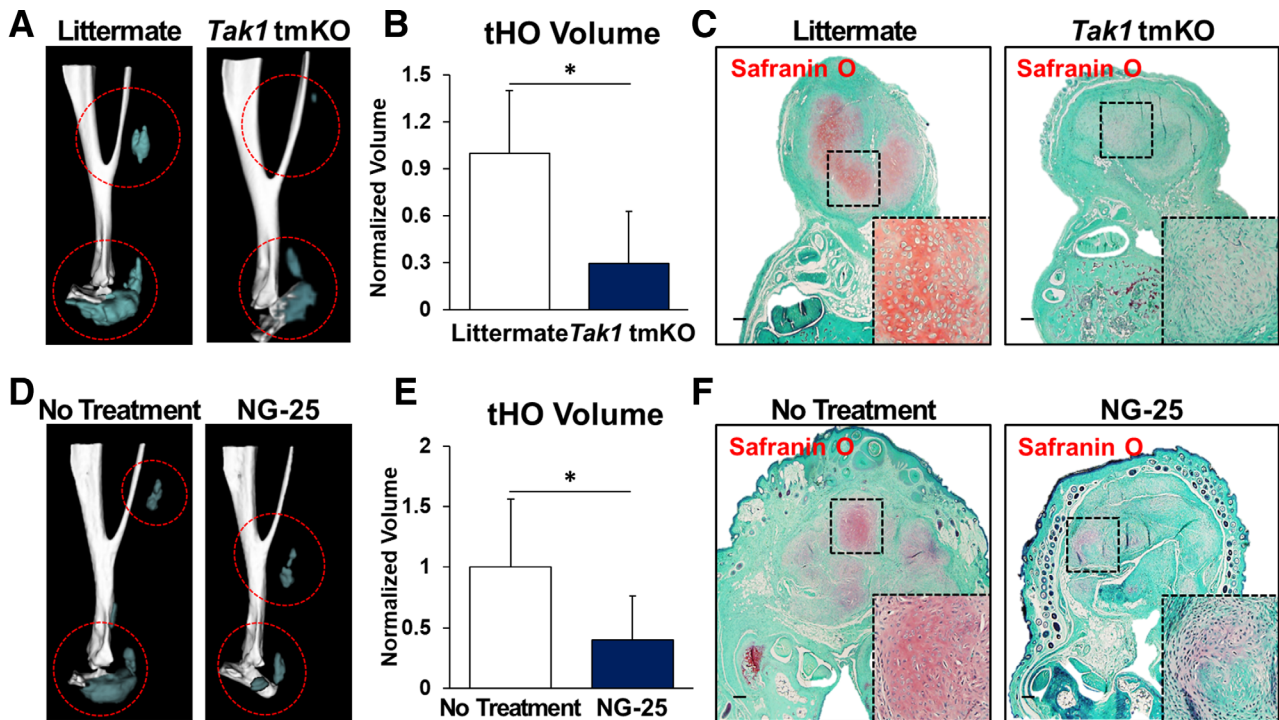 A
Littermate
Tak1 tmKO
B
tHO Volume
Normalized Volume
1.5
1.2
0.9
0.6
0.3
0
*
Littermate Tak1 tmKO
C
Littermate
Tak1 tmKO
Safranin O
Safranin O
D
No Treatment
NG-25
E
tHO Volume
Normalized Volume
2
1.5
1
0.5
0
*
No Treatment
NG-25
F
No Treatment
NG-25
Safranin O
Safranin O